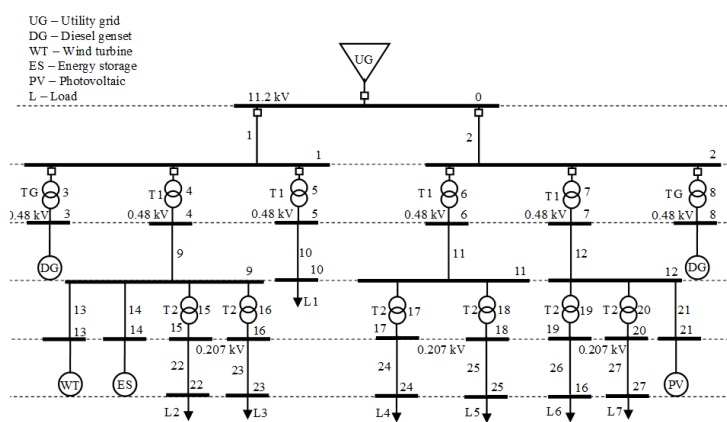 UG – Utility grid
DG – Diesel genset
WT – Wind turbine
ES – Energy storage
PV – Photovoltaic
L – Load
UG
11.2 kV 0
1 2
1 2
TG 3 T1 4 T1 5 T1 6 T1 7 TG 8
0.48 kV 3 0.48 kV 4 0.48 kV 5 0.48 kV 6 0.48 kV 7 0.48 kV 8
9 10 11 12
DG 9 10 11 12 DG
L1
13 14 T2 15 T2 16 T2 17 T2 18 T2 19 T2 20 21
13 14 15 16 17 18 19 20 21
0.207 kV 0.207 kV 0.207 kV
22 23 24 25 26 27
WT ES 22 23 24 25 16 27 PV
L2 L3 L4 L5 L6 L7